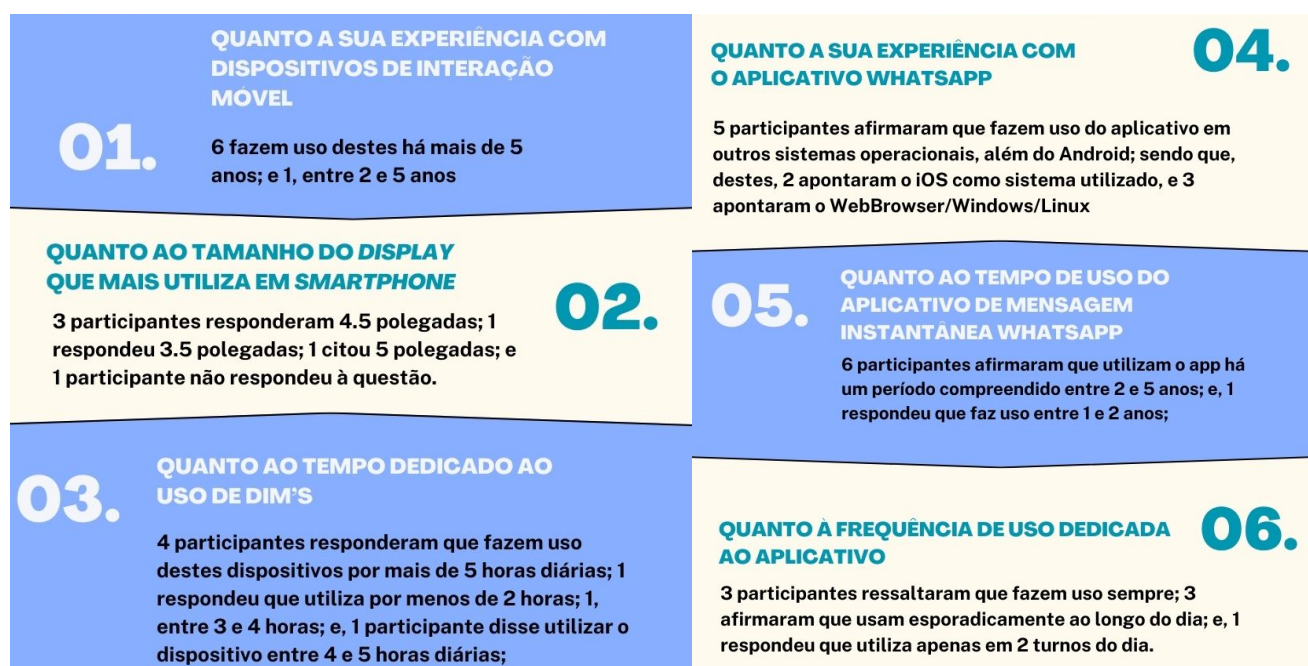 01.
QUANTO A SUA EXPERIÊNCIA COM
DISPOSITIVOS DE INTERAÇÃO
MÓVEL
6 fazem uso destes há mais de 5
anos; e 1, entre 2 e 5 anos
QUANTO AO TAMANHO DO DISPLAY
QUE MAIS UTILIZA EM SMARTPHONE
02.
3 participantes responderam 4.5 polegadas; 1
respondeu 3.5 polegadas; 1 citou 5 polegadas; e
1 participante não respondeu à questão.
03.
QUANTO AO TEMPO DEDICADO AO
USO DE DIM'S
4 participantes responderam que fazem uso
destes dispositivos por mais de 5 horas diárias; 1
respondeu que utiliza por menos de 2 horas; 1,
entre 3 e 4 horas; e, 1 participante disse utilizar o
dispositivo entre 4 e 5 horas diárias;
QUANTO A SUA EXPERIÊNCIA COM
O APLICATIVO WHATSAPP
04.
5 participantes afirmaram que fazem uso do aplicativo em
outros sistemas operacionais, além do Android; sendo que,
destes, 2 apontaram o iOS como sistema utilizado, e 3
apontaram o WebBrowser/Windows/Linux
05.
QUANTO AO TEMPO DE USO DO
APLICATIVO DE MENSAGEM
INSTANTÂNEA WHATSAPP
6 participantes afirmaram que utilizam o app há
um período compreendido entre 2 e 5 anos; e, 1
respondeu que faz uso entre 1 e 2 anos;
QUANTO À FREQUÊNCIA DE USO DEDICADA
AO APLICATIVO
06.
3 participantes ressaltaram que fazem uso sempre; 3
afirmaram que usam esporadicamente ao longo do dia; e, 1
respondeu que utiliza apenas em 2 turnos do dia.